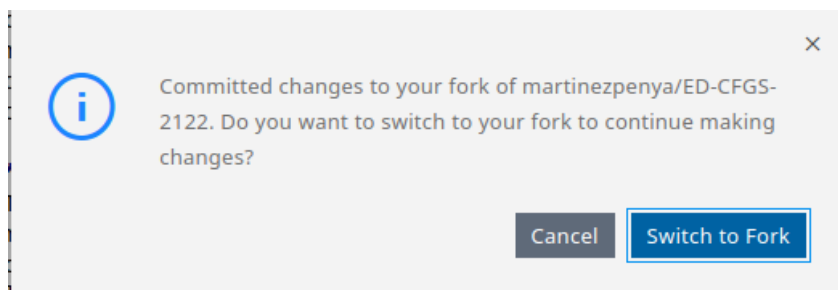 Committed changes to your fork of martinezpenya/ED-CFGS-
2122. Do you want to switch to your fork to continue making
changes?
Cancel
Switch to Fork